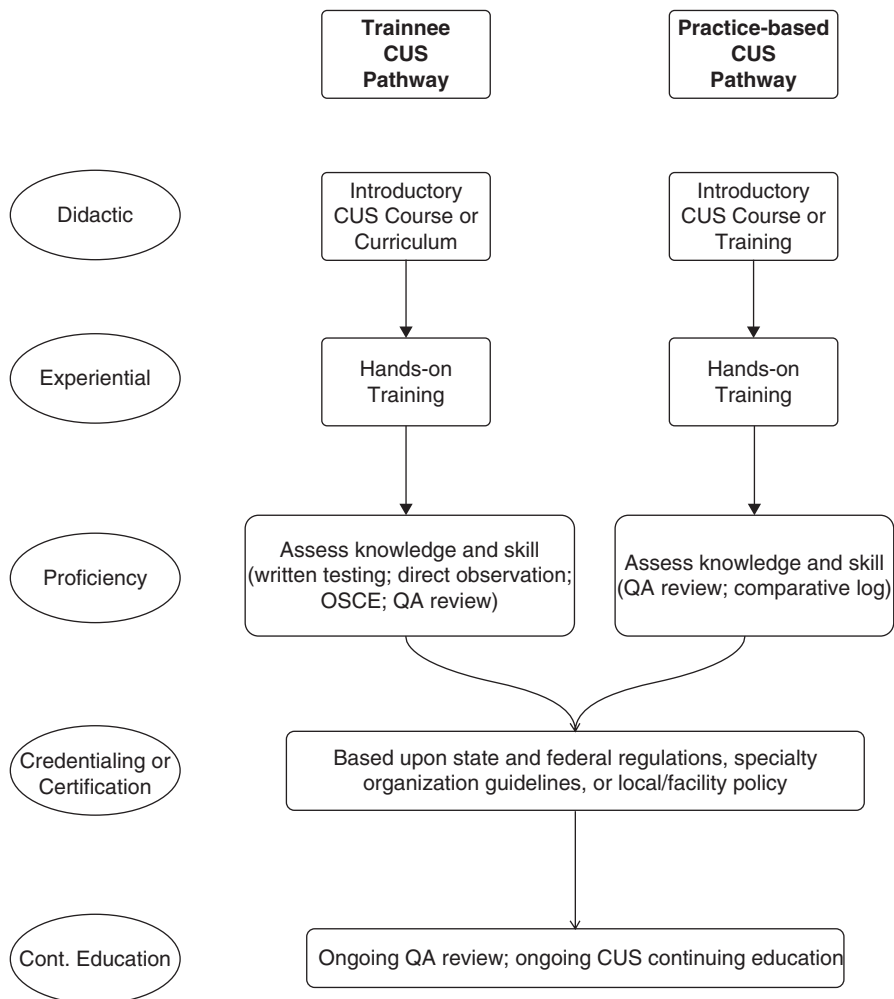 Trainnee
CUS
Pathway
Practice-based
CUS
Pathway
Didactic
Introductory
CUS Course or
Curriculum
Introductory
CUS Course or
Training
Experiential
Hands-on
Training
Hands-on
Training
Proficiency
Assess knowledge and skill
(written testing; direct observation;
OSCE; QA review)
Assess knowledge and skill
(QA review; comparative log)
Credentialing or
Certification
Based upon state and federal regulations, specialty
organization guidelines, or local/facility policy
Cont. Education
Ongoing QA review; ongoing CUS continuing education